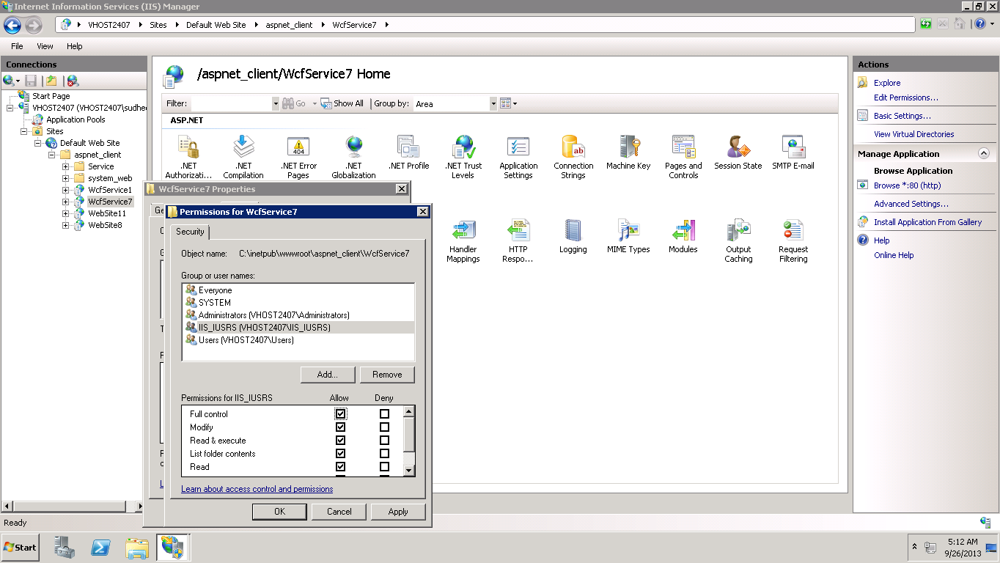 Internet Information Services (IIS) Manager
VHOST2407 Sites Default Web Site aspnet_client WcfService7
File View Help
Connections
Start Page
VHOST2407 (VHOST2407\sudhe
Application Pools
Sites
Default Web Site
aspnet_client
Service
system_web
WcfService1
WcfService7
WebSite11
WebSite8
/aspnet_client/WcfService7 Home
Filter: Go Show All Group by: Area
ASP.NET
.NET Authorizati...
.NET Compilation
404
.NET Error Pages
.NET Globalization
.NET Profile
.NET Trust Levels
Application Settings
ab
Connection Strings
Machine Key
Pages and Controls
Session State
SMTP E-mail
Handler Mappings
HTTP Respo...
Logging
MIME Types
Modules
Output Caching
Request Filtering
WcfService7 Properties
Ge
Permissions for WcfService7
Security
Object name: C:\inetpub\wwwroot\aspnet_client\WcfService7
Group or user names:
Everyone
SYSTEM
Administrators (VHOST2407\Administrators)
IIS_IUSRS (VHOST2407\IIS_IUSRS)
Users (VHOST2407\Users)
Add... Remove
Permissions for IIS_IUSRS Allow Deny
Full control
Modify
Read & execute
List folder contents
Read
Learn about access control and permissions
OK Cancel Apply
Actions
Explore
Edit Permissions...
Basic Settings...
View Virtual Directories
Manage Application
Browse Application
Browse *:80 (http)
Advanced Settings...
Install Application From Gallery
Help
Online Help
Ready
Start
5:12 AM
9/26/2013